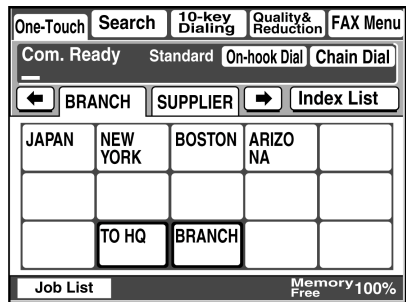 One-Touch Search 10-key Dialing Quality& Reduction FAX Menu
Com. Ready Standard On-hook Dial Chain Dial
BRANCH SUPPLIER Index List
JAPAN NEW YORK BOSTON ARIZO NA
TO HQ BRANCH
Job List Memory Free 100%